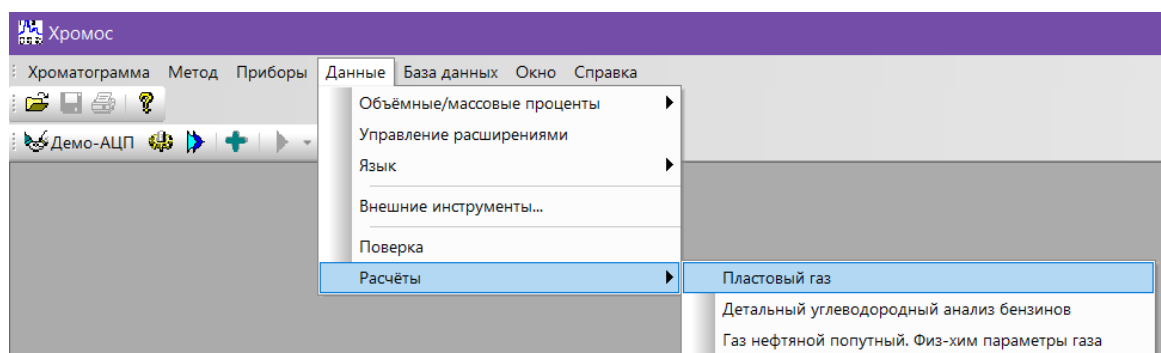 Хромос
Хроматограмма Метод Приборы Данные База данных Окно Справка
Демо-АЦП
Объёмные/массовые проценты
Управление расширениями
Язык
Внешние инструменты...
Поверка
Расчёты
Пластовый газ
Детальный углеводородный анализ бензинов
Газ нефтяной попутный. Физ-хим параметры газа